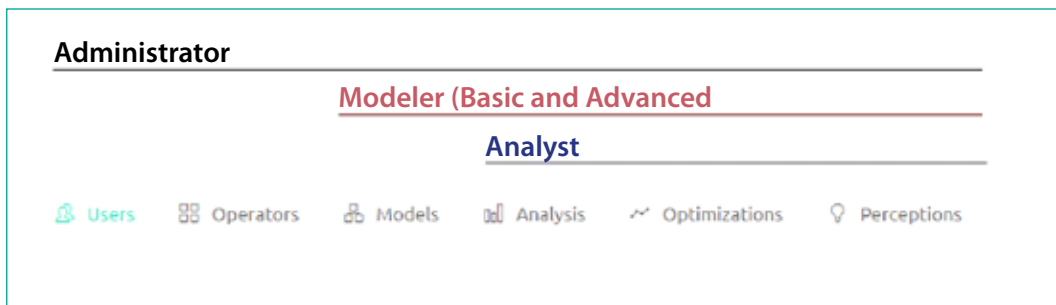 Administrator
Modeler (Basic and Advanced
Analyst
Users Operators Models Analysis Optimizations Perceptions